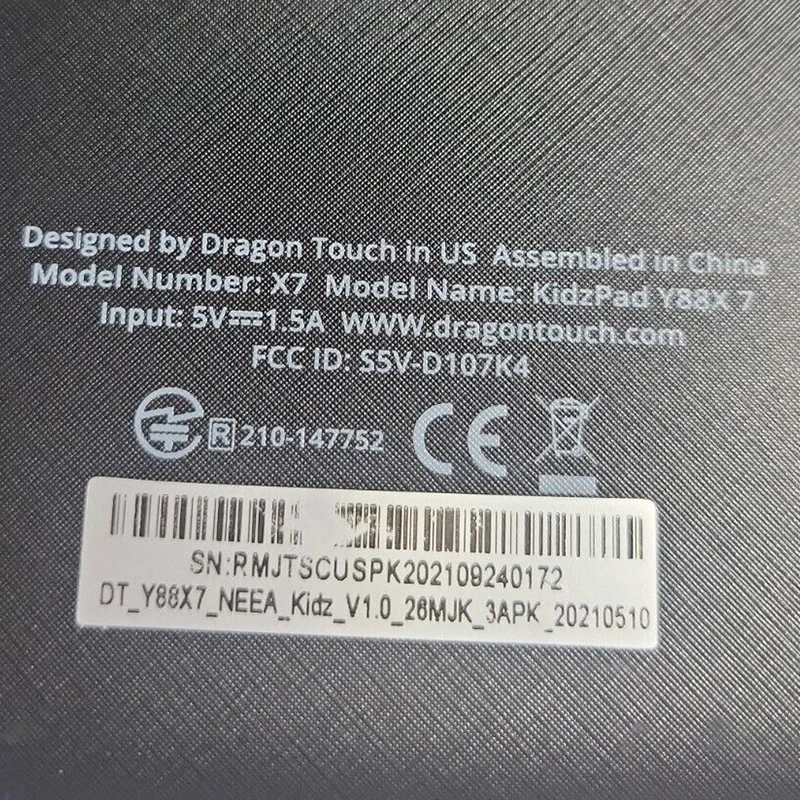 Designed by Dragon Touch in US Assembled in China
Model Number: X7 Model Name: KidzPad Y88X 7
Input: 5V⎓1.5A WWW.dragontouch.com
FCC ID: S5V-D107K4
R 210-147752 CE
SN:RMJTSCUSPK202109240172
DT_Y88X7_NEEA_Kidz_V1.0_26MJK_3APK_20210510